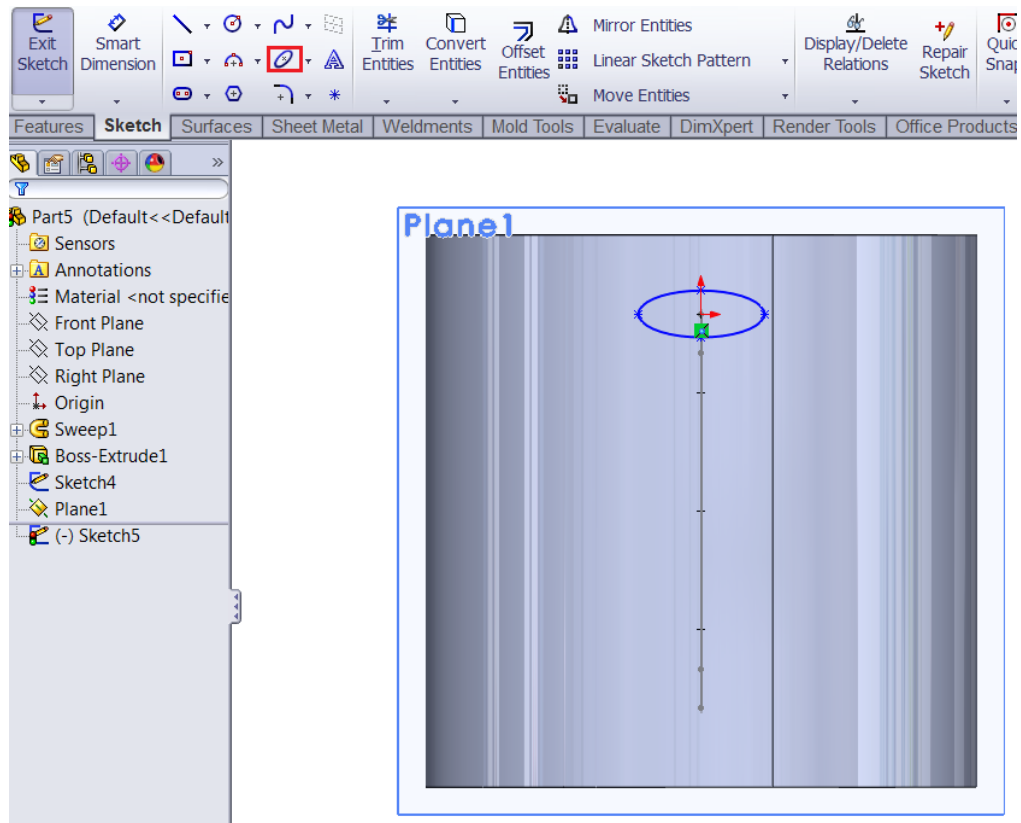 Exit Sketch
Smart Dimension
Trim Entities
Convert Entities
Offset Entities
Mirror Entities
Linear Sketch Pattern
Move Entities
Display/Delete Relations
Repair Sketch
Quic
Snap
Features Sketch Surfaces Sheet Metal Weldments Mold Tools Evaluate DimXpert Render Tools Office Products
»
Part5 (Default<<Default
Sensors
A Annotations
Material <not specifie
Front Plane
Top Plane
Right Plane
Origin
Sweep1
Boss-Extrude1
Sketch4
Plane1
(-) Sketch5
Plane1